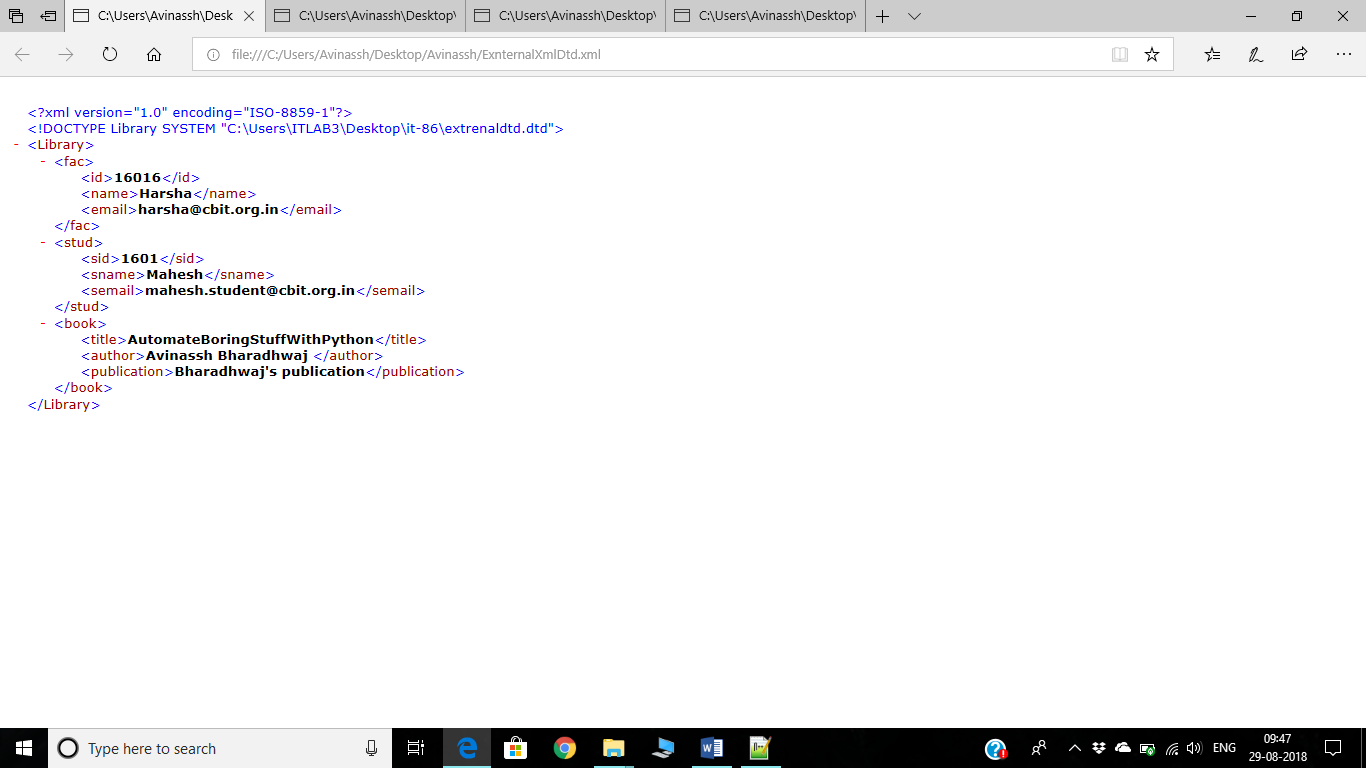 C:\Users\Avinassh\Desk
C:\Users\Avinassh\Desktop\
C:\Users\Avinassh\Desktop\
C:\Users\Avinassh\Desktop\
file:///C:/Users/Avinassh/Desktop/Avinassh/ExnternalXmlDtd.xml
<?xml version="1.0" encoding="ISO-8859-1"?>
<!DOCTYPE Library SYSTEM "C:\Users\ITLAB3\Desktop\it-86\extrenaldtd.dtd">
- <Library>
- <fac>
<id>16016</id>
<name>Harsha</name>
<email>harsha@cbit.org.in</email>
</fac>
- <stud>
<sid>1601</sid>
<sname>Mahesh</sname>
<semail>mahesh.student@cbit.org.in</semail>
</stud>
- <book>
<title>AutomateBoringStuffWithPython</title>
<author>Avinassh Bharadhwaj </author>
<publication>Bharadhwaj's publication</publication>
</book>
</Library>
Type here to search
ENG
09:47
29-08-2018